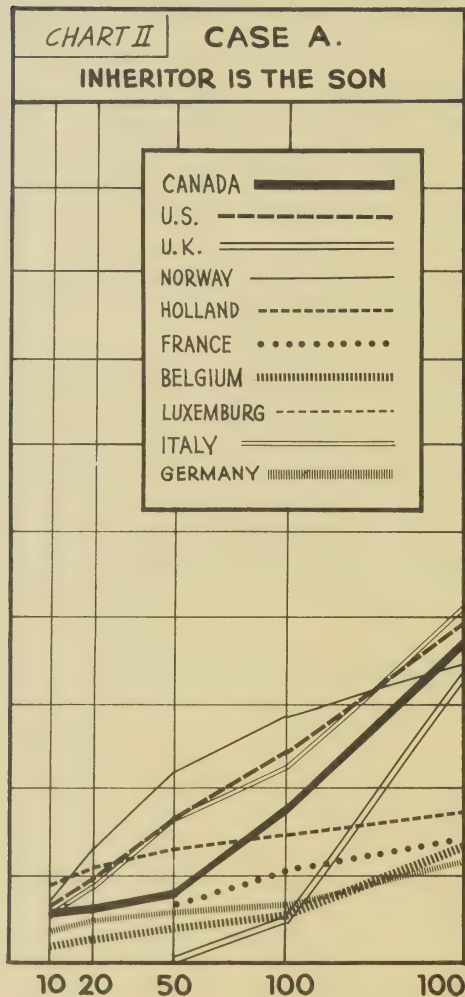 CHART II
CASE A.
INHERITOR IS THE SON
CANADA
U.S.
U.K.
NORWAY
HOLLAND
FRANCE
BELGIUM
LUXEMBURG
ITALY
GERMANY
10 20 50 100 100